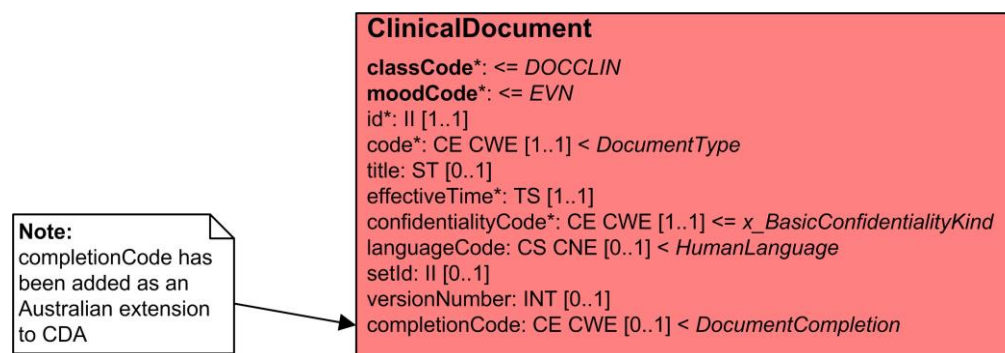 ClinicalDocument
classCode*: <= DOCCLIN
moodCode*: <= EVN
id*: II [1..1]
code*: CE CWE [1..1] < DocumentType
title: ST [0..1]
effectiveTime*: TS [1..1]
confidentialityCode*: CE CWE [1..1] <= x_BasicConfidentialityKind
languageCode: CS CNE [0..1] < HumanLanguage
setId: II [0..1]
versionNumber: INT [0..1]
completionCode: CE CWE [0..1] < DocumentCompletion
Note:
completionCode has
been added as an
Australian extension
to CDA